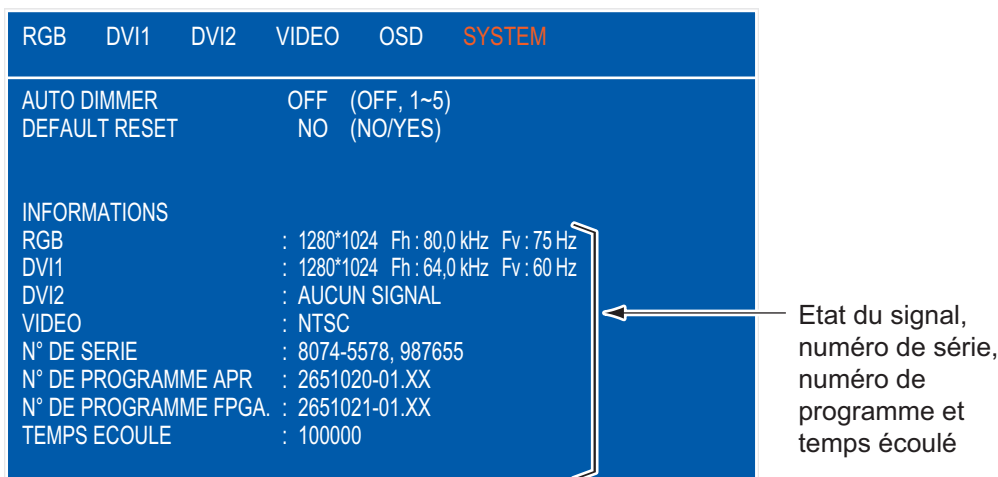 RGB DVI1 DVI2 VIDEO OSD SYSTEM
AUTO DIMMER OFF (OFF, 1~5)
DEFAULT RESET NO (NO/YES)
INFORMATIONS
RGB : 1280*1024 Fh : 80,0 kHz Fv : 75 Hz
DVI1 : 1280*1024 Fh : 64,0 kHz Fv : 60 Hz
DVI2 : AUCUN SIGNAL
VIDEO : NTSC
N° DE SERIE : 8074-5578, 987655
N° DE PROGRAMME APR : 2651020-01.XX
N° DE PROGRAMME FPGA. : 2651021-01.XX
TEMPS ECOULE : 100000
Etat du signal,
numéro de série,
numéro de
programme et
temps écoulé